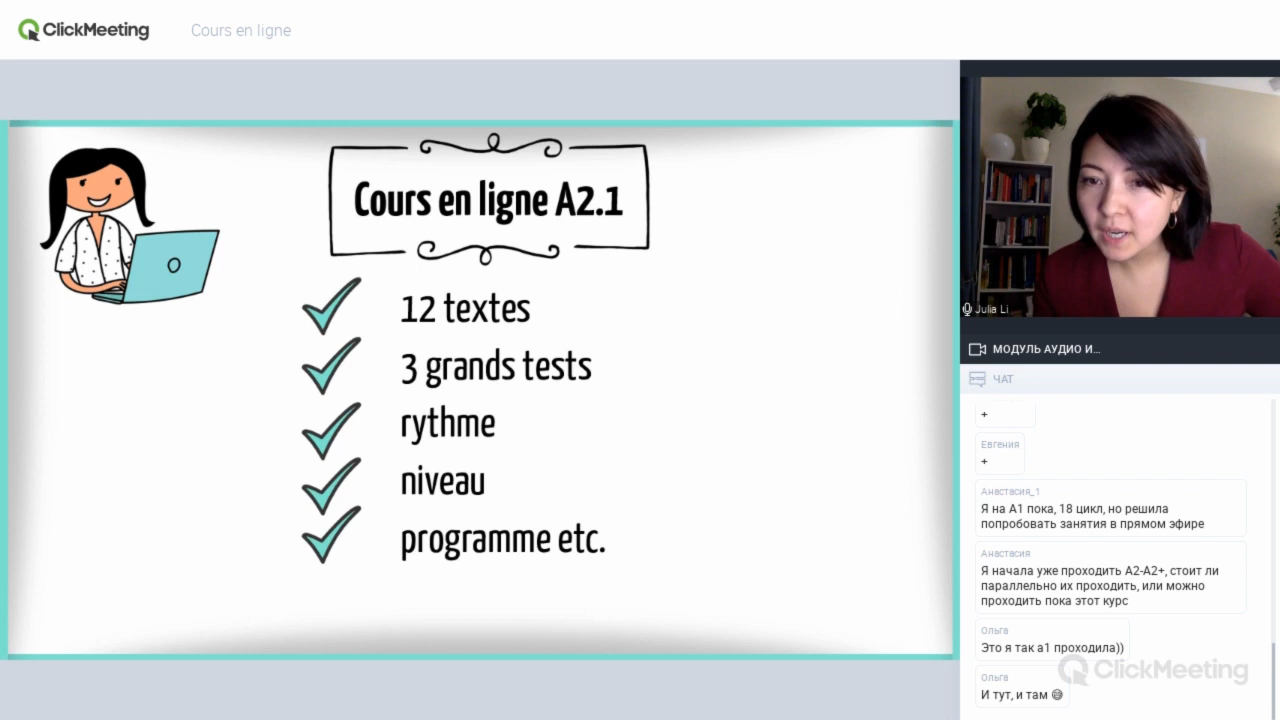 ClickMeeting
Cours en ligne
Cours en ligne A2.1
12 textes
3 grands tests
rythme
niveau
programme etc.
Julia Li
МОДУЛЬ АУДИО И...
ЧАТ
+
Евгения
+
Анастасия_1
Я на А1 пока, 18 цикл, но решила
попробовать занятия в прямом эфире
Анастасия
Я начала уже проходить А2-А2+, стоит ли
параллельно их проходить, или можно
проходить пока этот курс
Ольга
Это я так а1 проходила))
Ольга
И тут, и там 😅
ClickMeeting